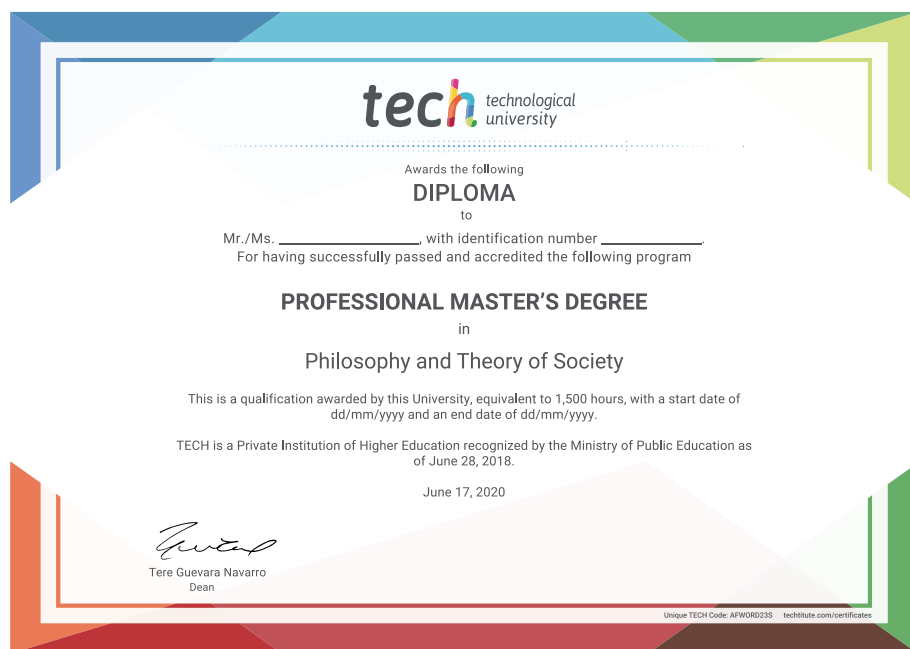 tech technological
university
Awards the following
DIPLOMA
to
Mr./Ms. ____________________, with identification number ______________.
For having successfully passed and accredited the following program
PROFESSIONAL MASTER'S DEGREE
in
Philosophy and Theory of Society
This is a qualification awarded by this University, equivalent to 1,500 hours, with a start date of
dd/mm/yyyy and an end date of dd/mm/yyyy.
TECH is a Private Institution of Higher Education recognized by the Ministry of Public Education as
of June 28, 2018.
June 17, 2020
Tere Guevara Navarro
Dean
Unique TECH Code: AFWORD23S techtitute.com/certificates